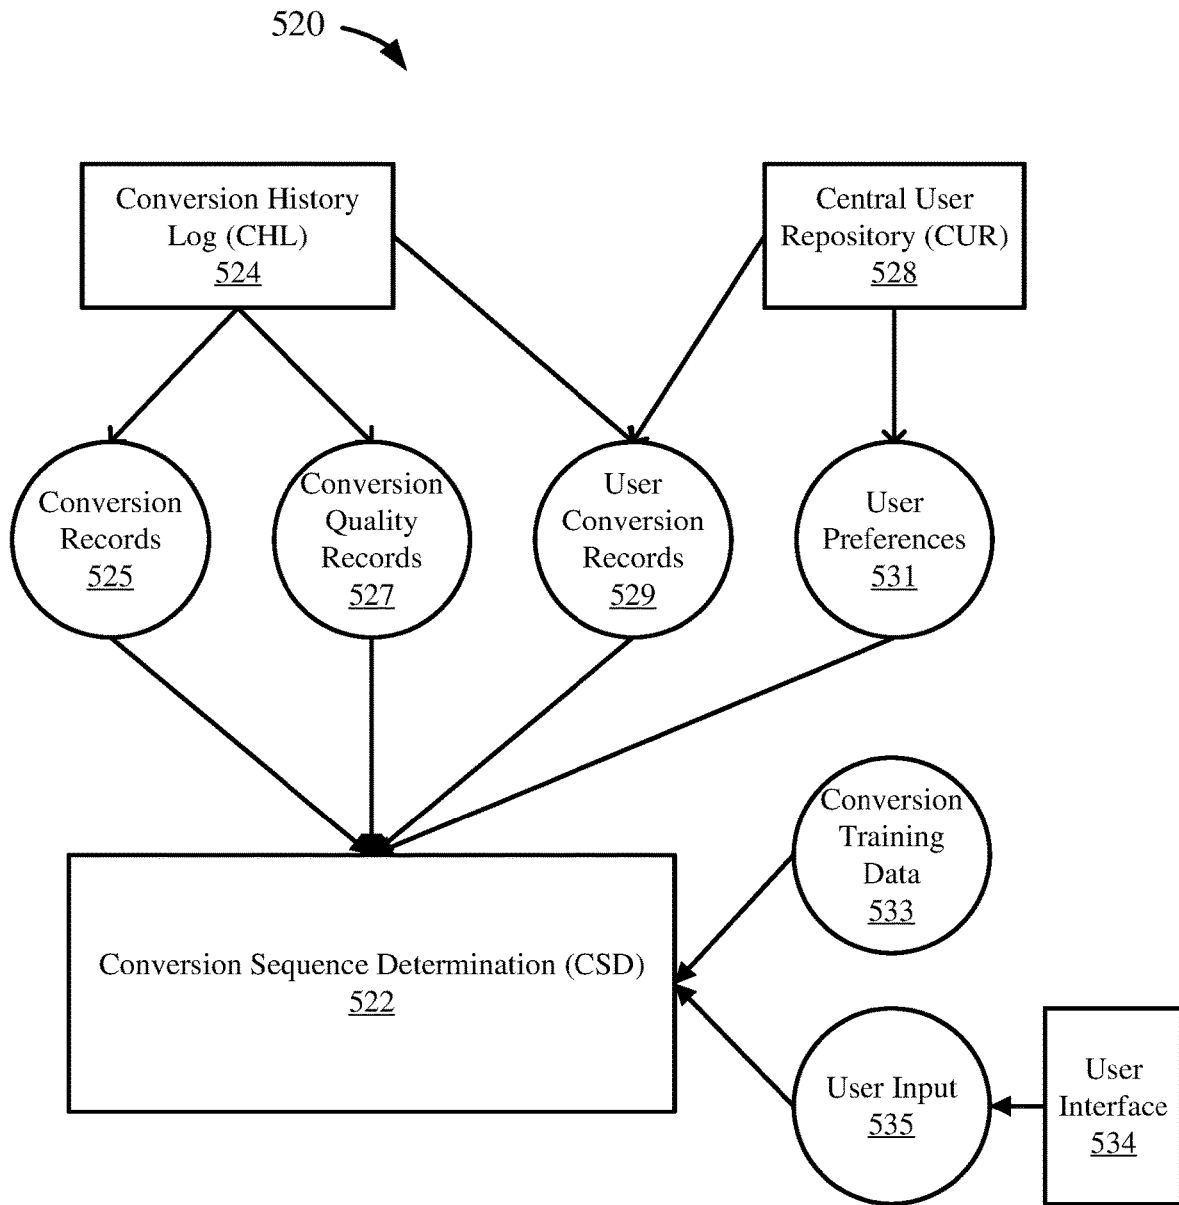 520
Conversion History
Log (CHL)
524
Central User
Repository (CUR)
528
Conversion
Records
525
Conversion
Quality
Records
527
User
Conversion
Records
529
User
Preferences
531
Conversion
Training
Data
533
Conversion Sequence Determination (CSD)
522
User Input
535
User
Interface
534